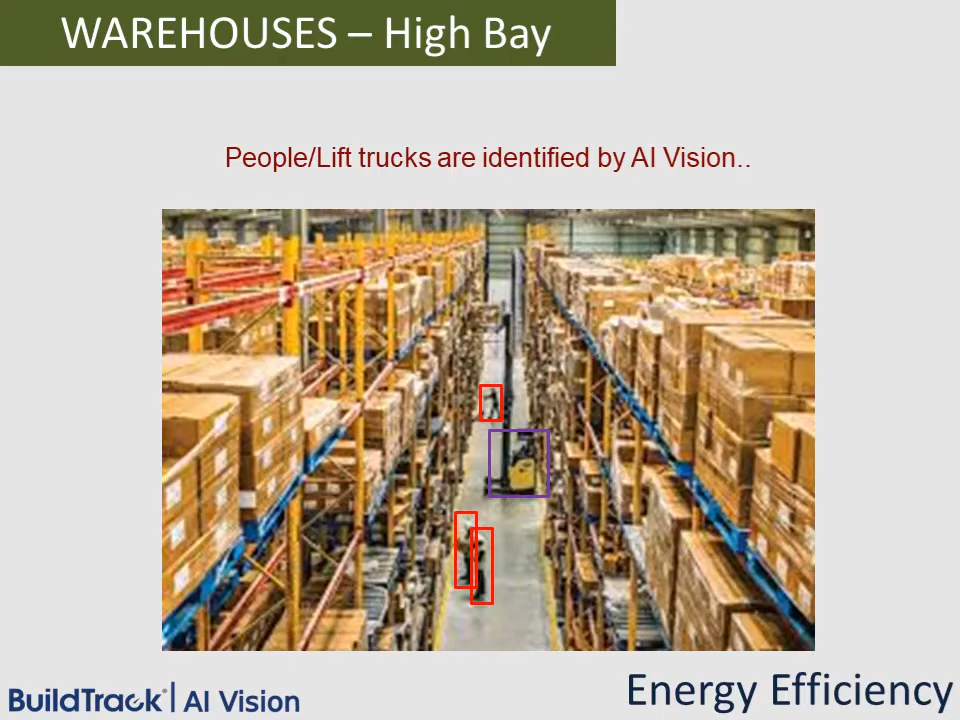 WAREHOUSES – High Bay
People/Lift trucks are identified by AI Vision..
BuildTrack® | AI Vision
Energy Efficiency